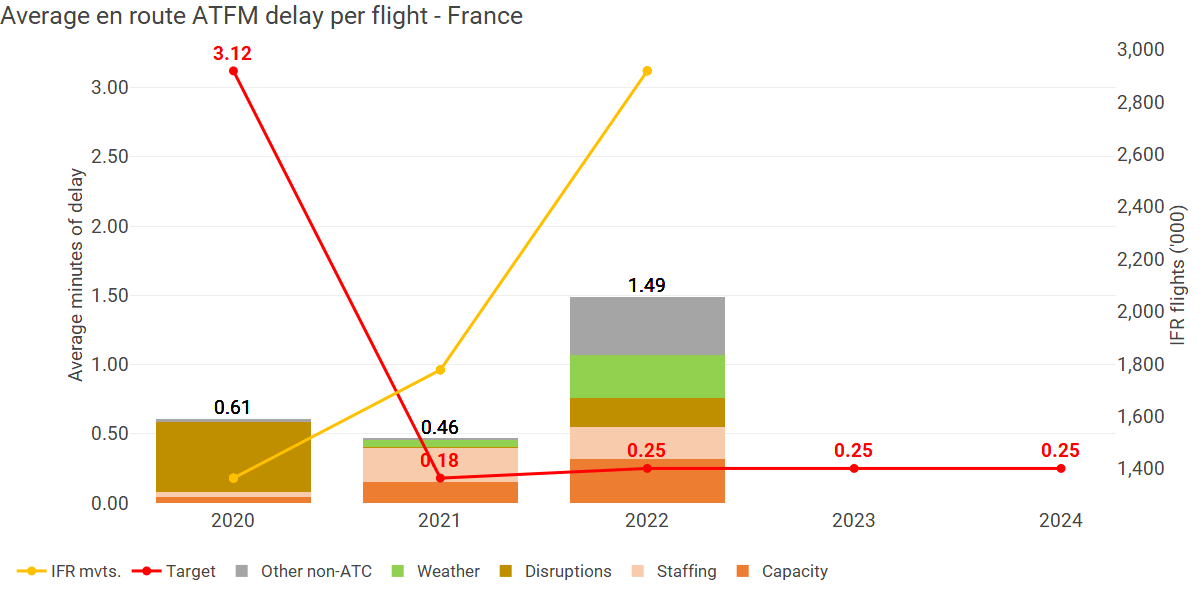 Average en route ATFM delay per flight - France
3.12
3,000
3.00
2,800
2.50
2,600
2.00
2,400
2,200
1.50
1.49
2,000
1.00
1,800
0.61
0.46
1,600
0.50
0.18
0.25
0.25
0.25
1,400
0.00
Average minutes of delay
IFR flights ('000)
2020
2021
2022
2023
2024
IFR mvts.
Target
Other non-ATC
Weather
Disruptions
Staffing
Capacity